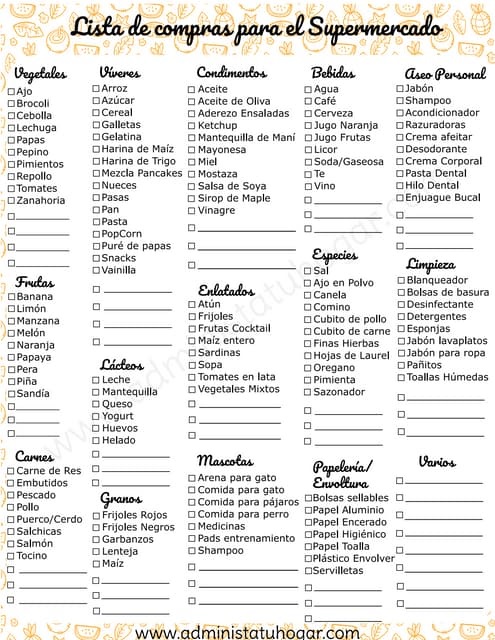 Lista de compras para el Supermercado
Vegetales
Ajo
Brocoli
Cebolla
Lechuga
Papas
Pepino
Pimientos
Repollo
Tomates
Zanahoria
Frutas
Banana
Limón
Manzana
Melón
Naranja
Papaya
Pera
Piña
Sandía
Carnes
Carne de Res
Embutidos
Pescado
Pollo
Puerco/Cerdo
Salchicas
Salmón
Tocino
Víveres
Arroz
Azúcar
Cereal
Galletas
Gelatina
Harina de Maíz
Harina de Trigo
Mezcla Pancakes
Nueces
Pasas
Pan
Pasta
PopCorn
Puré de papas
Snacks
Vainilla
Lácteos
Leche
Mantequilla
Queso
Yogurt
Huevos
Helado
Granos
Frijoles Rojos
Frijoles Negros
Garbanzos
Lenteja
Maíz
Condimentos
Aceite
Aceite de Oliva
Aderezo Ensaladas
Ketchup
Mantequilla de Maní
Mayonesa
Miel
Mostaza
Salsa de Soya
Sirop de Maple
Vinagre
Enlatados
Atún
Frijoles
Frutas Cocktail
Maíz entero
Sardinas
Sopa
Tomates en lata
Vegetales Mixtos
Mascotas
Arena para gato
Comida para gato
Comida para pájaros
Comida para perro
Medicinas
Pads entrenamiento
Shampoo
Bebidas
Agua
Café
Cerveza
Jugo Naranja
Jugo Frutas
Licor
Soda/Gaseosa
Te
Vino
Especies
Sal
Ajo en Polvo
Canela
Comino
Cubito de pollo
Cubito de carne
Finas Hierbas
Hojas de Laurel
Oregano
Pimienta
Sazonador
Papelería/
Envoltura
Bolsas sellables
Papel Aluminio
Papel Encerado
Papel Higiénico
Papel Toalla
Plástico Envolver
Servilletas
Aseo Personal
Jabón
Shampoo
Acondicionador
Razuradoras
Crema afeitar
Desodorante
Crema Corporal
Pasta Dental
Hilo Dental
Enjuague Bucal
Limpieza
Blanqueador
Bolsas de basura
Desinfectante
Detergentes
Esponjas
Jabón lavaplatos
Jabón para ropa
Pañitos
Toallas Húmedas
Varios
www.administatuhogar.com
www.administatuhogar.com